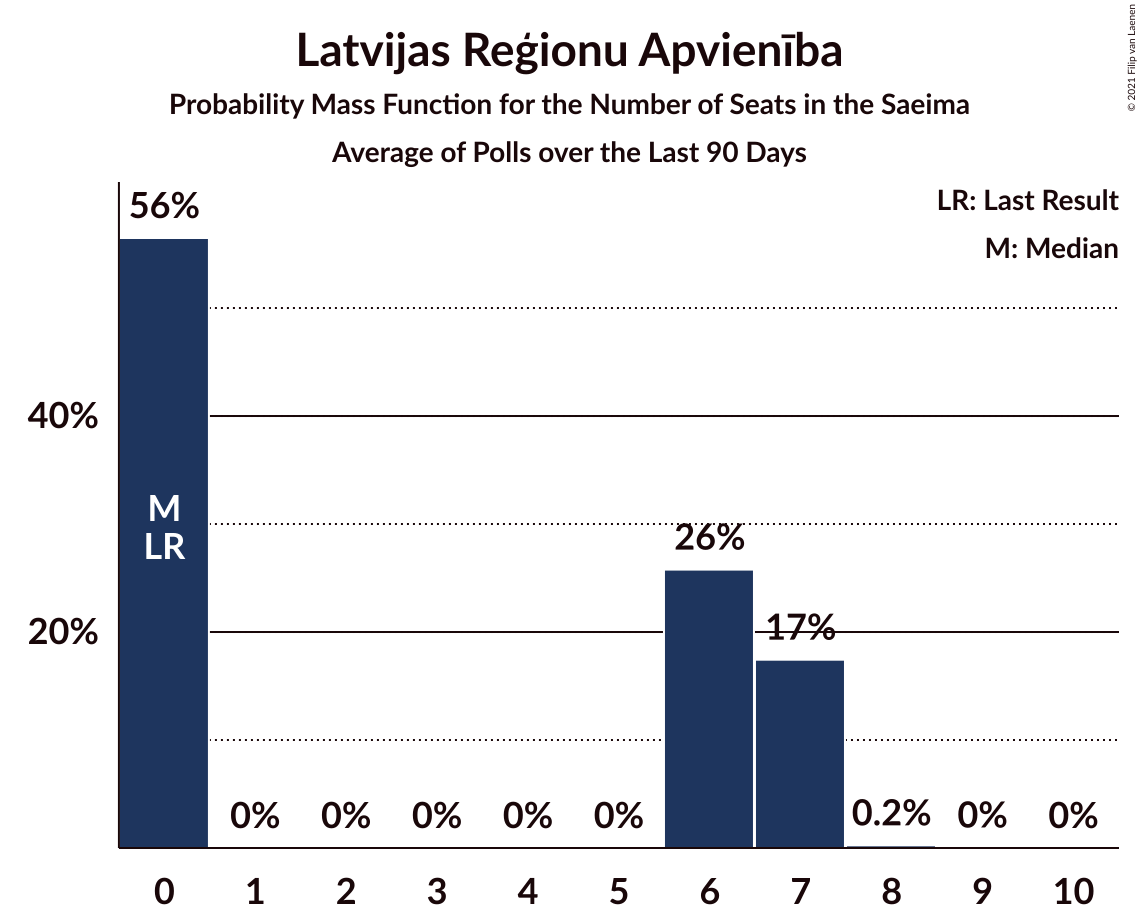 Latvijas Reģionu Apvienība
Probability Mass Function for the Number of Seats in the Saeima
Average of Polls over the Last 90 Days
© 2021 Filip van Laenen
LR: Last Result
M: Median
56%
40%
20%
M
LR
0%
0%
0%
0%
0%
26%
17%
0.2%
0%
0%
0 1 2 3 4 5 6 7 8 9 10